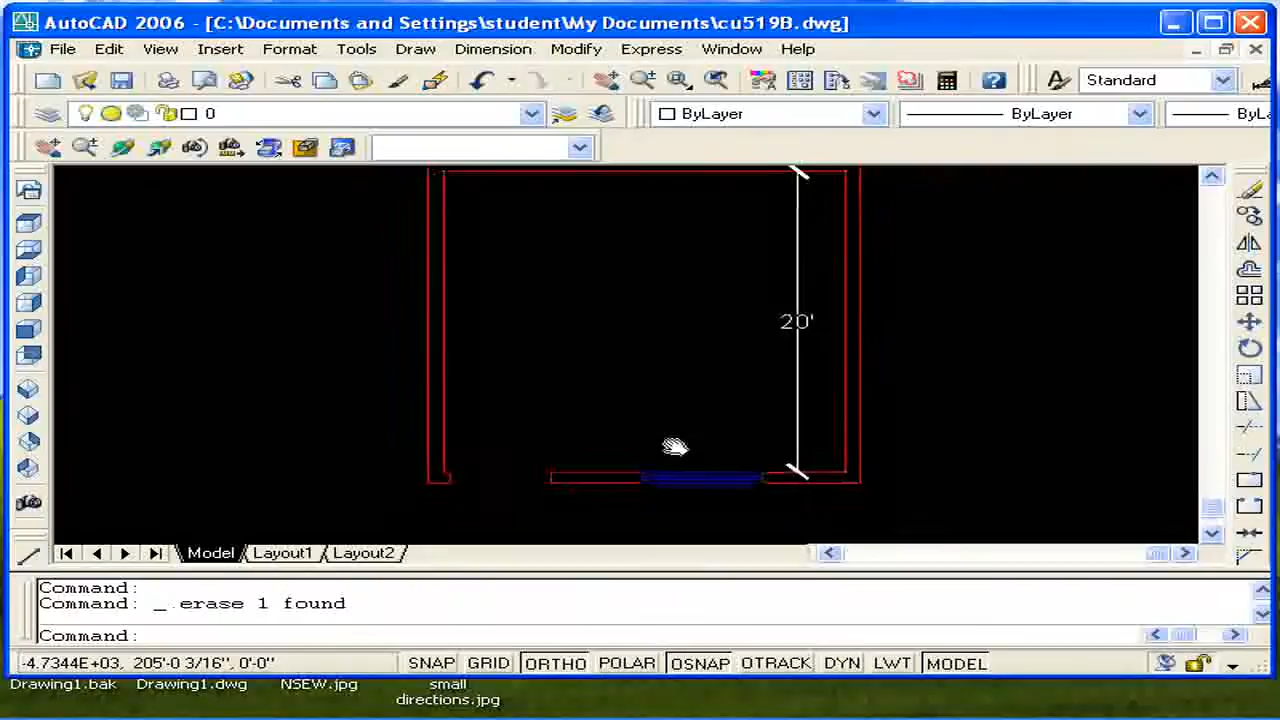 AutoCAD 2006 - [C:\Documents and Settings\student\My Documents\cu519B.dwg]
File Edit View Insert Format Tools Draw Dimension Modify Express Window Help
Standard
0 ByLayer ByLayer ByL
20'
Model Layout1 Layout2
Command:
Command: _.erase 1 found
Command:
-4.7344E+03, 205'-0 3/16", 0'-0" SNAP GRID ORTHO POLAR OSNAP OTRACK DYN LWT MODEL
Drawing1.bak Drawing1.dwg NSEW.jpg small
directions.jpg